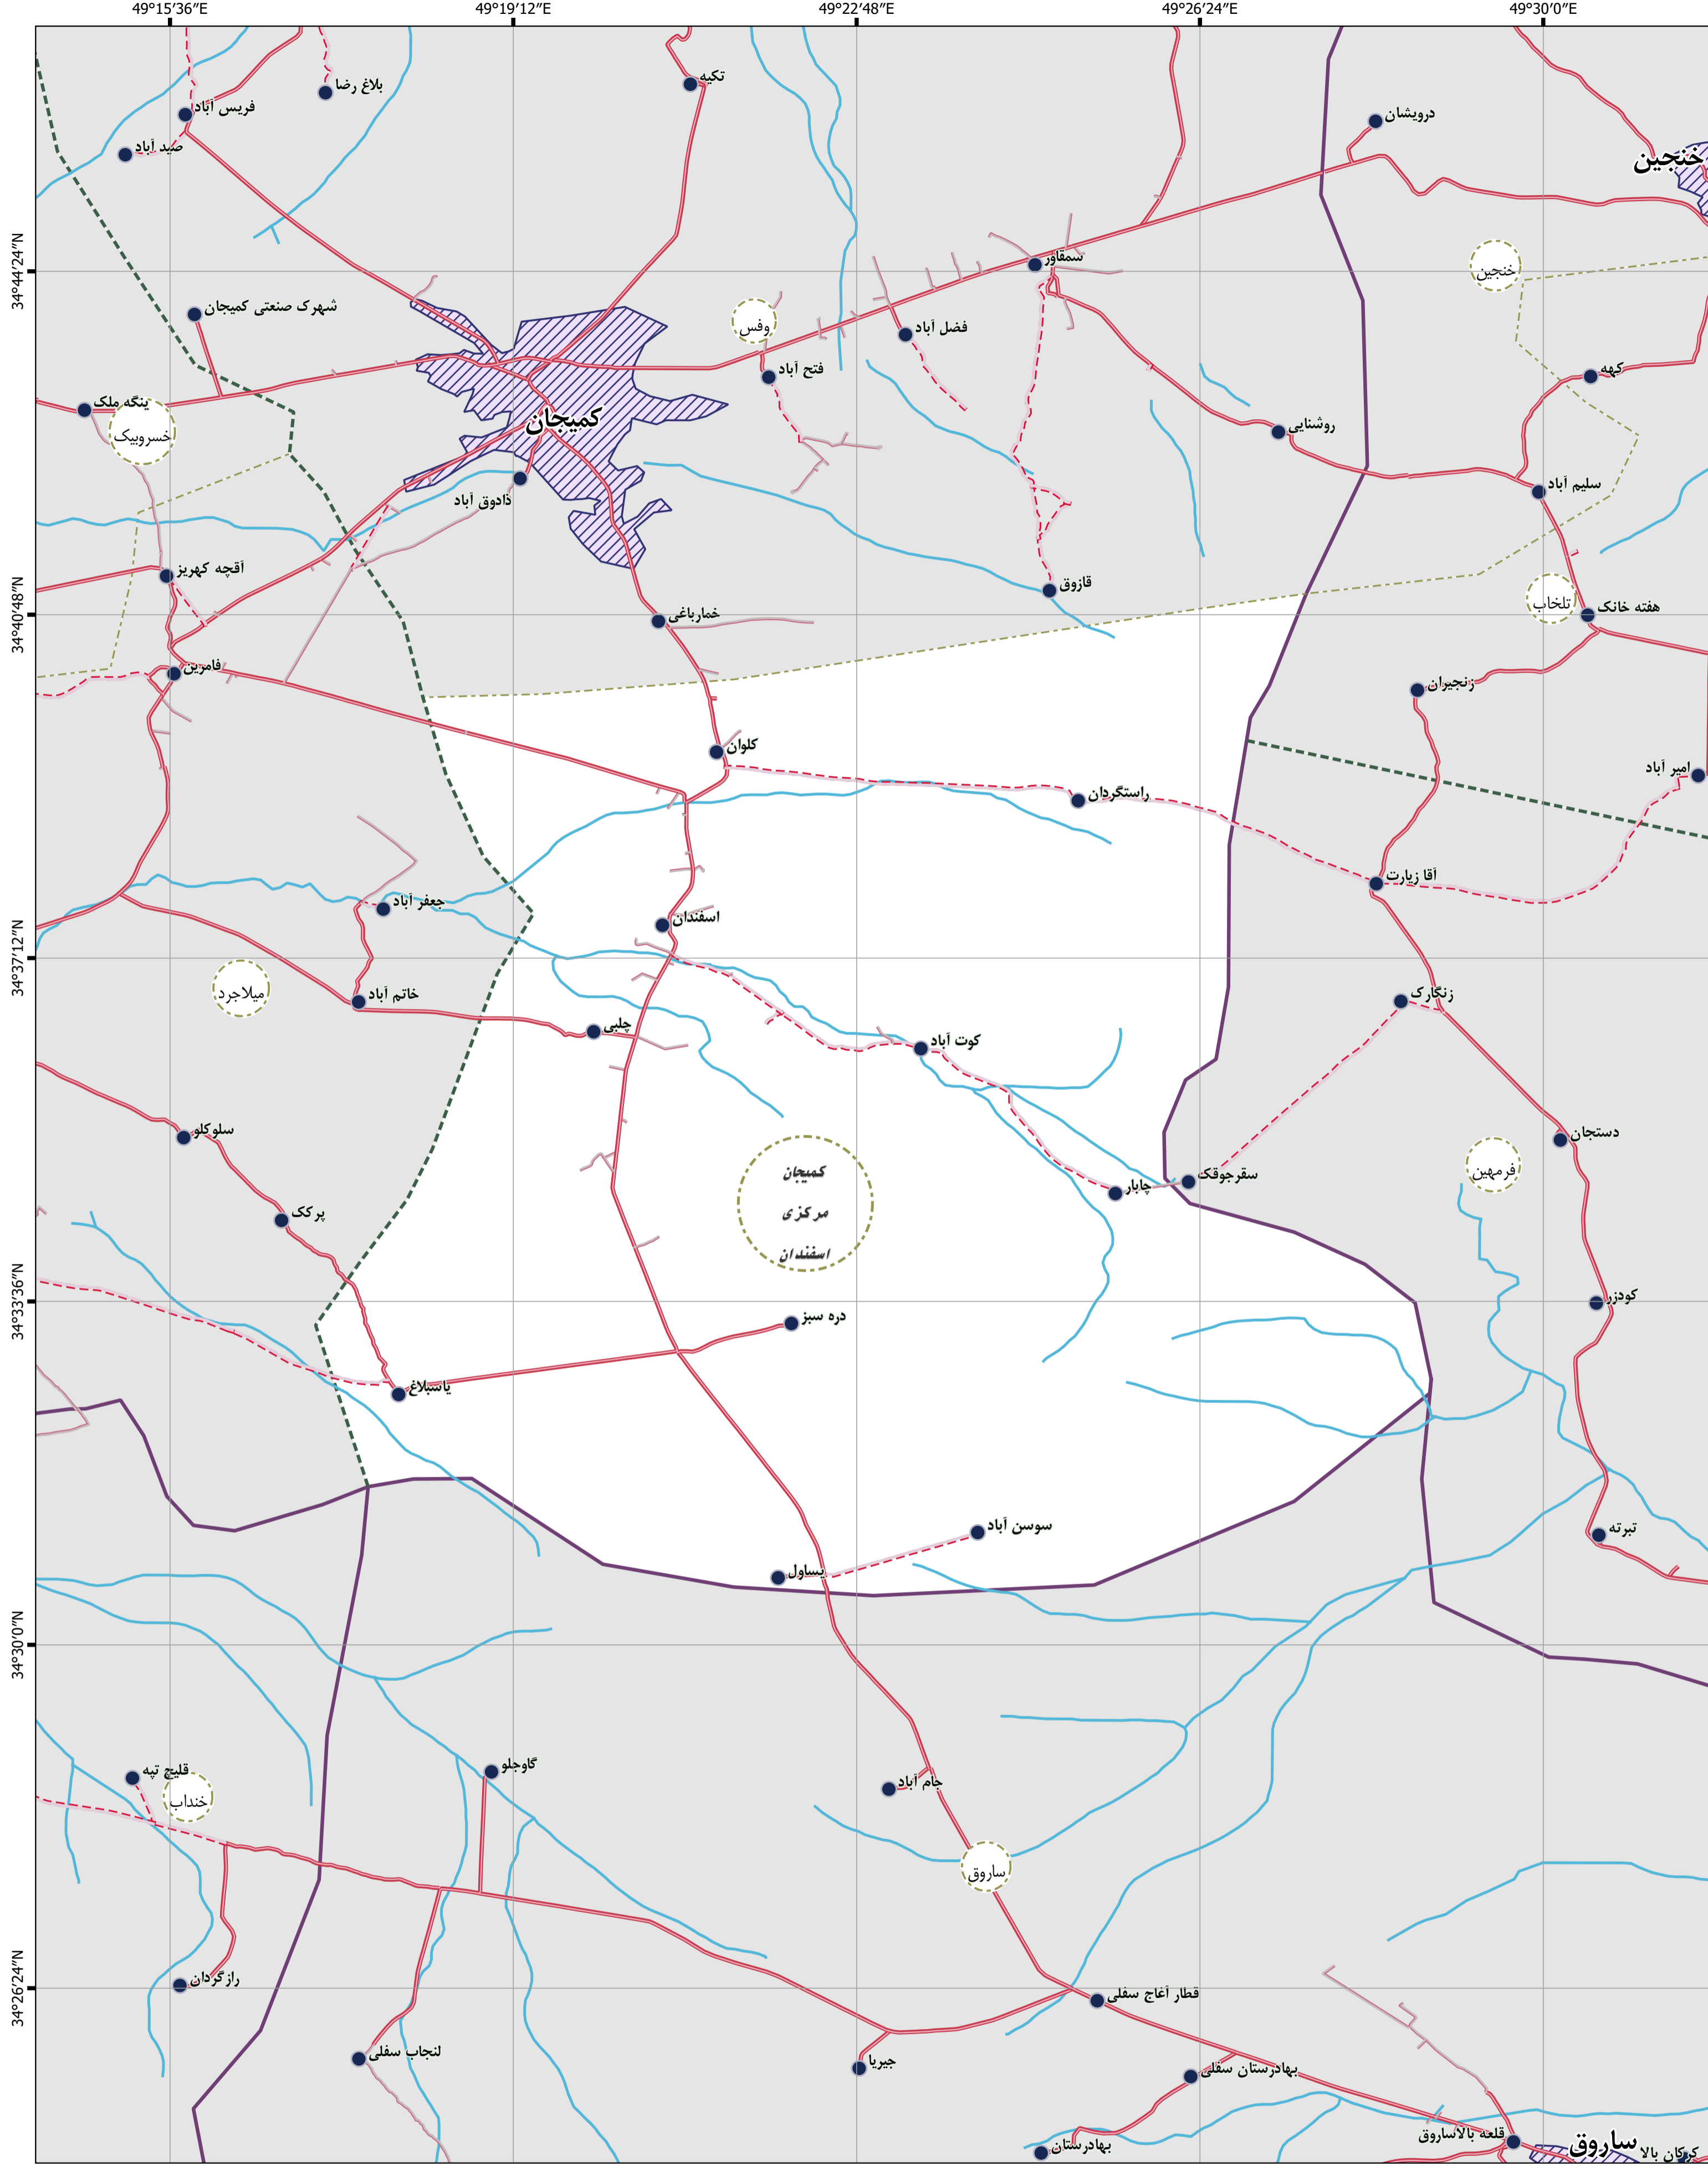 49°15'36"E
49°19'12"E
49°22'48"E
49°26'24"E
49°30'0"E
تکیه
بلاغ رضا
فریس آباد
درویشان
صید آباد
خنجین
34°44'24"N
سمقاور
خنجین
شهرک صنعتی کمیجان
وفس
فضل آباد
فتح آباد
کهه
ینگه ملک
خسروبیک
کمیجان
روشنایی
سلیم آباد
دادوق آباد
آقچه کهریز
قازوق
تلخاب
هفته خانک
34°40'48"N
خمارباغی
فامرین
زنجیران
کلوان
امیر آباد
راستگردان
آقا زیارت
جعفر آباد
اسفندان
34°37'12"N
میلاجرد
خاتم آباد
زنگارک
چلبی
کوت آباد
سلوکلو
دستجان
کمیجان
مرکزی
اسفندان
فرمهین
سقرجوقک
چابار
پرکک
34°33'36"N
کودزر
دره سبز
یاسبلاغ
سوسن آباد
تبرته
یساول
34°30'0"N
گاوجلو
قلیچ تپه
خنداب
جام آباد
ساروق
34°26'24"N
رازگردان
قطار آغاج سفلی
لنجاب سفلی
جیریا
بهادرستان سفلی
قلعه بالاساروق
ساروق
بهادرستان
کرکان بالا